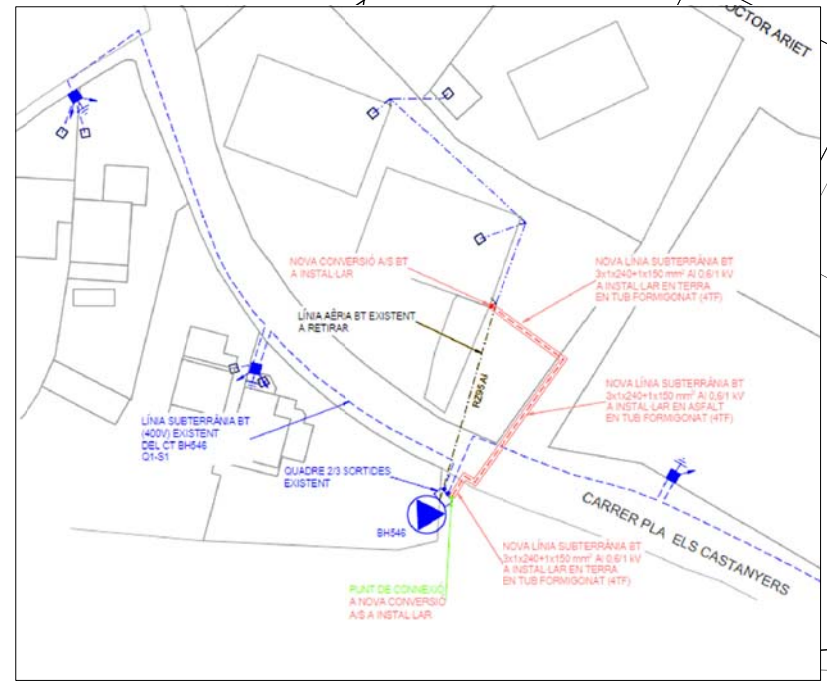 OCTOR ARIET
NOVA CONVERSIÓ A/S BT
A INSTAL·LAR
NOVA LÍNIA SUBTERRÀNIA BT
3x1x240+1x150 mm² Al 0,6/1 kV
A INSTAL·LAR EN TERRA
EN TUB FORMIGONAT (4TF)
LÍNIA AÈRIA BT EXISTENT
A RETIRAR
RZ95 Al
NOVA LÍNIA SUBTERRÀNIA BT
3x1x240+1x150 mm² Al 0,6/1 kV
A INSTAL·LAR EN ASFALT
EN TUB FORMIGONAT (4TF)
LÍNIA SUBTERRÀNIA BT
(400V) EXISTENT
DEL CT BH546
Q1-S1
QUADRE 2/3 SORTIDES
EXISTENT
BH546
CARRER PLA ELS CASTANYERS
NOVA LÍNIA SUBTERRÀNIA BT
3x1x240+1x150 mm² Al 0,6/1 kV
A INSTAL·LAR EN TERRA
EN TUB FORMIGONAT (4TF)
PUNT DE CONNEXIÓ
A NOVA CONVERSIÓ
A/S A INSTAL·LAR